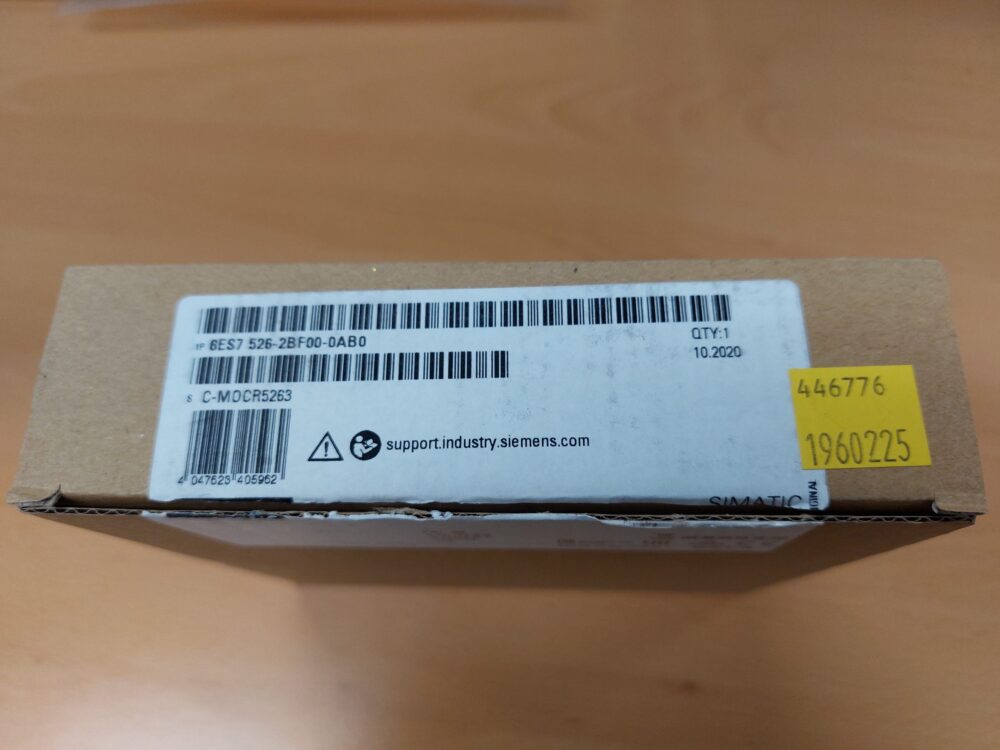 1P 6ES7 526-2BF00-0AB0
QTY:1
10.2020
S C-MOCR5263
support.industry.siemens.com
4 047623 405962
SIMATIC
446776
1960225